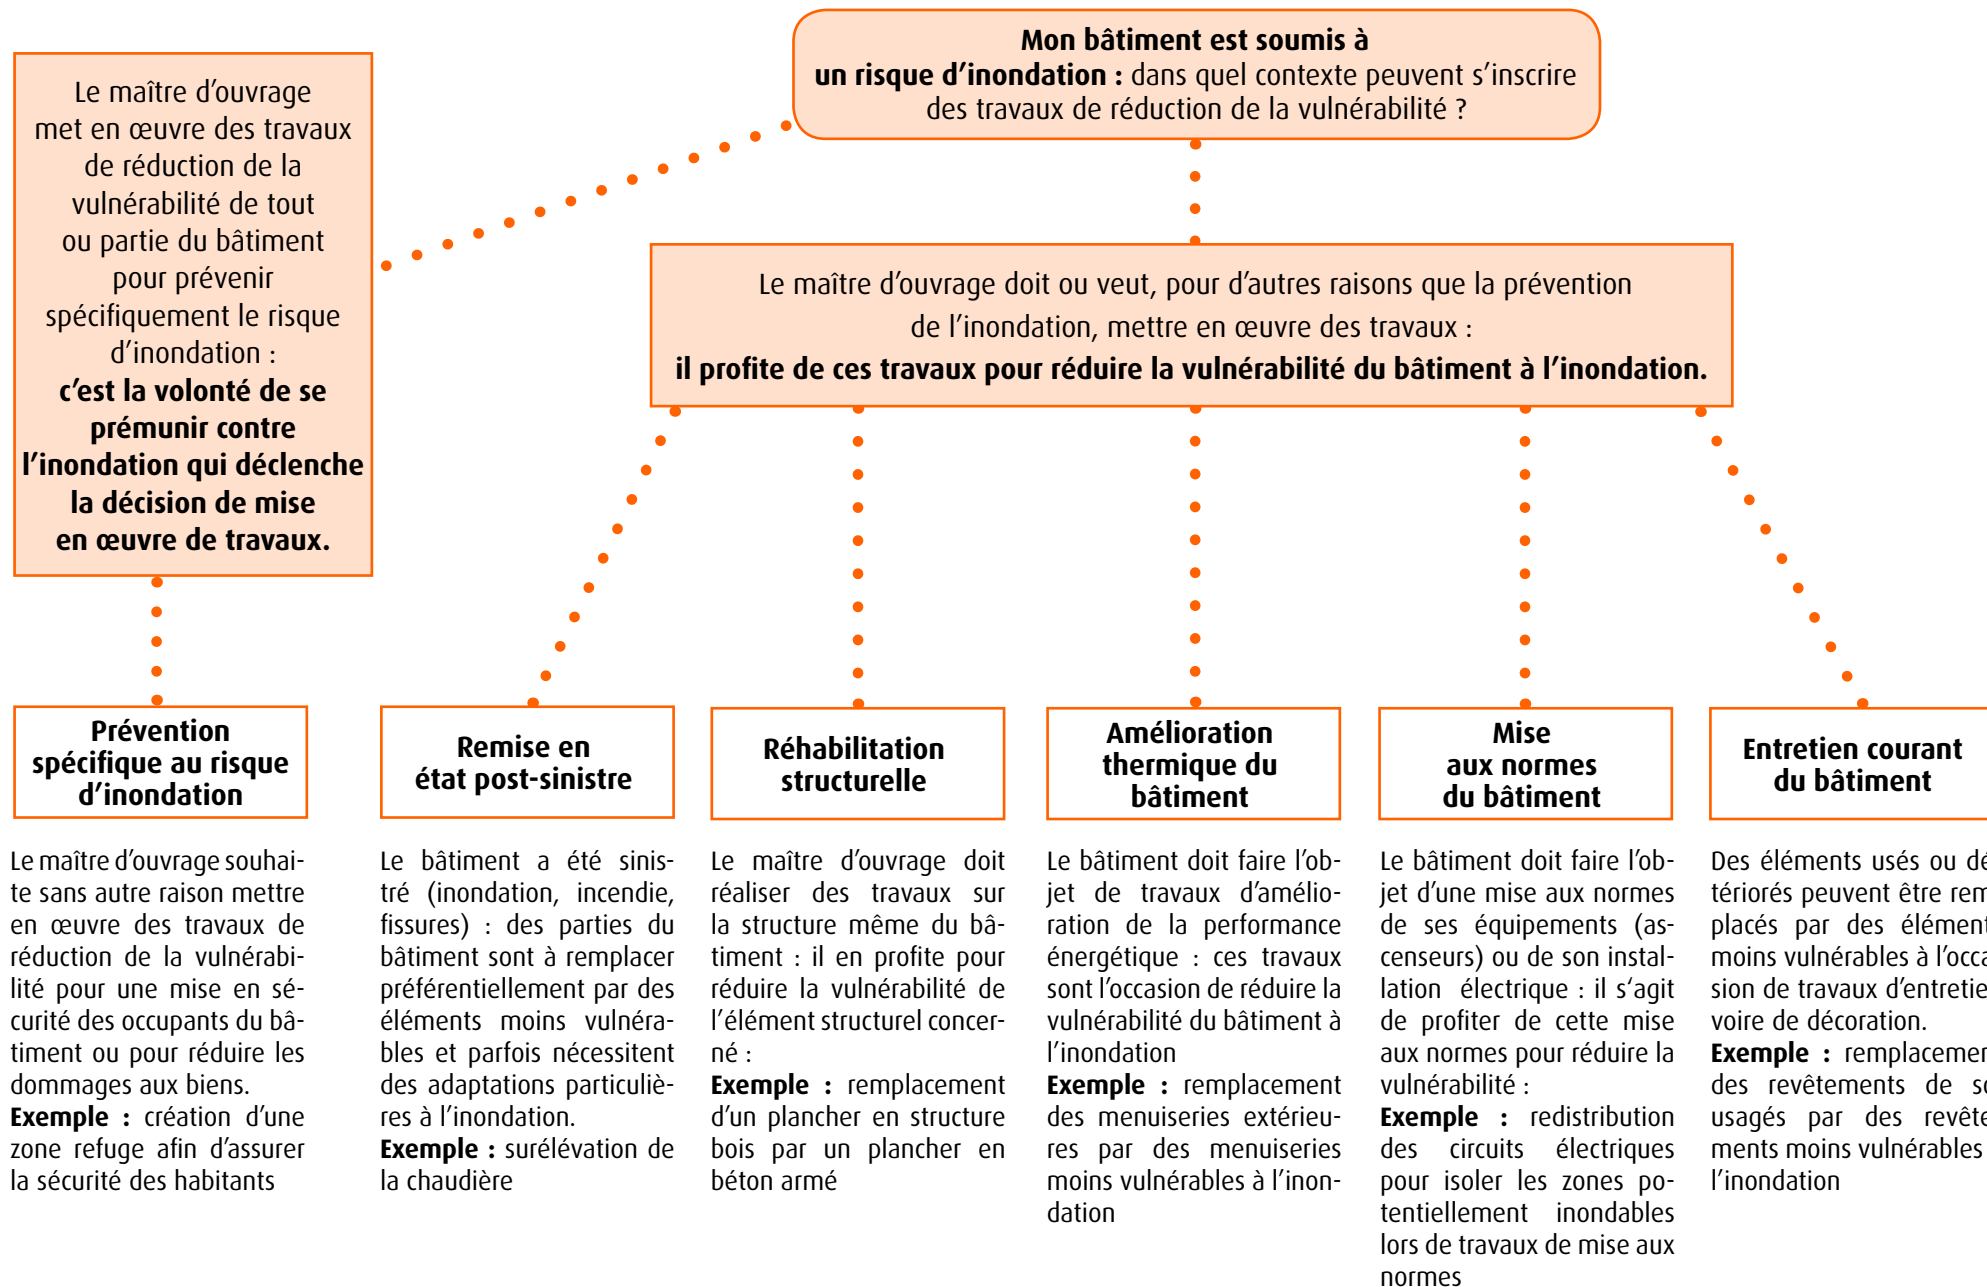 Mon bâtiment est soumis à
un risque d'inondation : dans quel contexte peuvent s'inscrire
des travaux de réduction de la vulnérabilité ?
Le maître d'ouvrage
met en œuvre des travaux
de réduction de la
vulnérabilité de tout
ou partie du bâtiment
pour prévenir
spécifiquement le risque
d'inondation :
c'est la volonté de se
prémunir contre
l'inondation qui déclenche
la décision de mise
en œuvre de travaux.
Le maître d'ouvrage doit ou veut, pour d'autres raisons que la prévention
de l'inondation, mettre en œuvre des travaux :
il profite de ces travaux pour réduire la vulnérabilité du bâtiment à l'inondation.
Prévention
spécifique au risque
d'inondation
Le maître d'ouvrage souhai-
te sans autre raison mettre
en œuvre des travaux de
réduction de la vulnérabi-
lité pour une mise en sé-
curité des occupants du bâ-
timent ou pour réduire les
dommages aux biens.
Exemple : création d'une
zone refuge afin d'assurer
la sécurité des habitants
Remise en
état post-sinistre
Le bâtiment a été sinis-
tré (inondation, incendie,
fissures) : des parties du
bâtiment sont à remplacer
préférentiellement par des
éléments moins vulnéra-
bles et parfois nécessitent
des adaptations particuliè-
res à l'inondation.
Exemple : surélévation de
la chaudière
Réhabilitation
structurelle
Le maître d'ouvrage doit
réaliser des travaux sur
la structure même du bâ-
timent : il en profite pour
réduire la vulnérabilité de
l'élément structurel concer-
né :
Exemple : remplacement
d'un plancher en structure
bois par un plancher en
béton armé
Amélioration
thermique du
bâtiment
Le bâtiment doit faire l'ob-
jet de travaux d'amélio-
ration de la performance
énergétique : ces travaux
sont l'occasion de réduire la
vulnérabilité du bâtiment à
l'inondation
Exemple : remplacement
des menuiseries extérieu-
res par des menuiseries
moins vulnérables à l'inon-
dation
Mise
aux normes
du bâtiment
Le bâtiment doit faire l'ob-
jet d'une mise aux normes
de ses équipements (as-
censeurs) ou de son instal-
lation électrique : il s‘agit
de profiter de cette mise
aux normes pour réduire la
vulnérabilité :
Exemple : redistribution
des circuits électriques
pour isoler les zones po-
tentiellement inondables
lors de travaux de mise aux
normes
Entretien courant
du bâtiment
Des éléments usés ou dé
tériorés peuvent être rem
placés par des élément
moins vulnérables à l'occa
sion de travaux d'entretie
voire de décoration.
Exemple : remplacemen
des revêtements de so
usagés par des revête
ments moins vulnérables
l'inondation